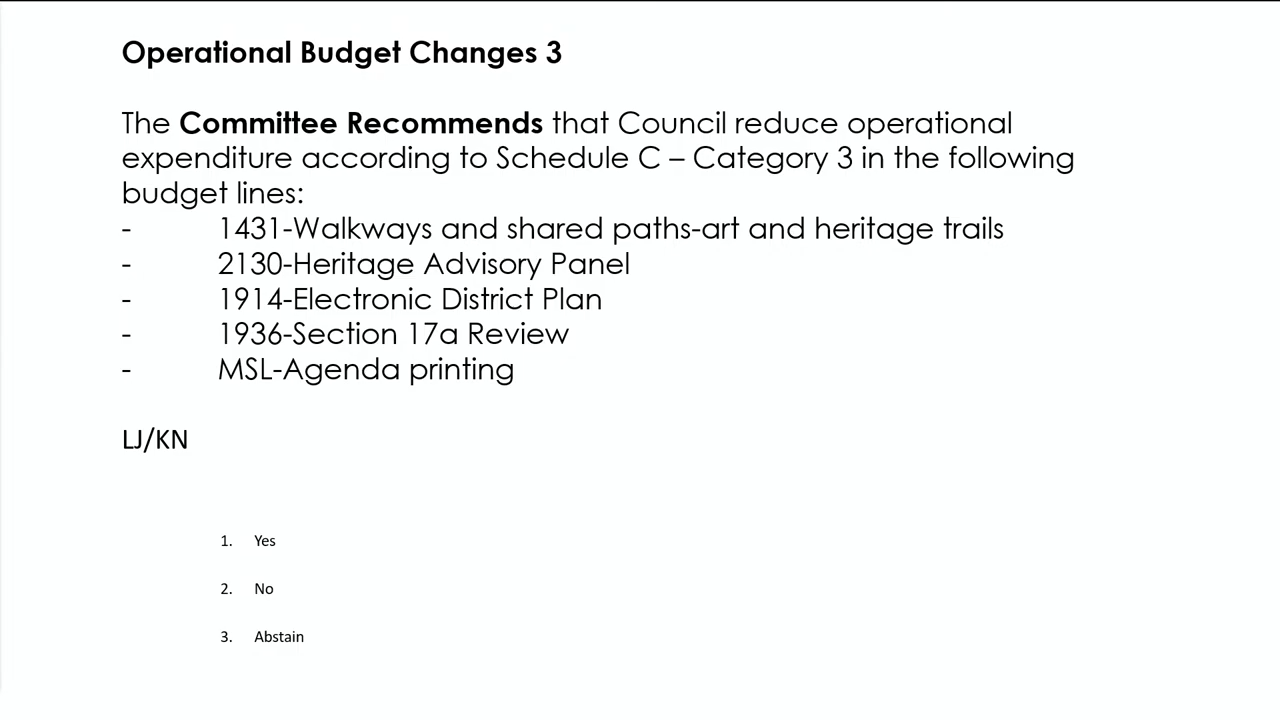 Operational Budget Changes 3
The Committee Recommends that Council reduce operational
expenditure according to Schedule C – Category 3 in the following
budget lines:
- 1431-Walkways and shared paths-art and heritage trails
- 2130-Heritage Advisory Panel
- 1914-Electronic District Plan
- 1936-Section 17a Review
- MSL-Agenda printing
LJ/KN
1. Yes
2. No
3. Abstain